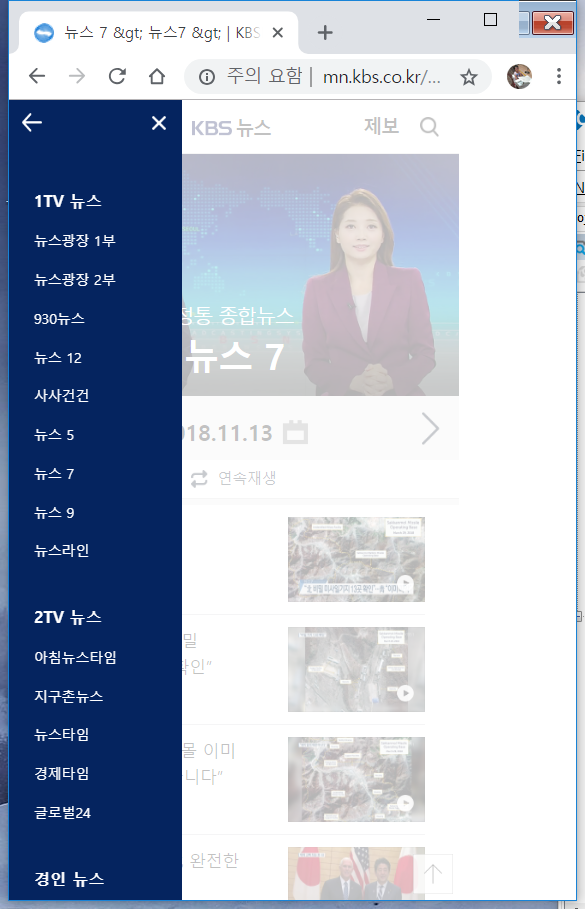 뉴스 7 &gt; 뉴스7 &gt; | KBS
주의 요함 | mn.kbs.co.kr/...
1TV 뉴스
뉴스광장 1부
뉴스광장 2부
930뉴스
뉴스 12
사사건건
뉴스 5
뉴스 7
뉴스 9
뉴스라인
2TV 뉴스
아침뉴스타임
지구촌뉴스
뉴스타임
경제타임
글로벌24
경인 뉴스
KBS 뉴스
제보
정통 종합뉴스
뉴스 7
018.11.13
연속재생
밀
확인”
몰 이미
니다”
완전한